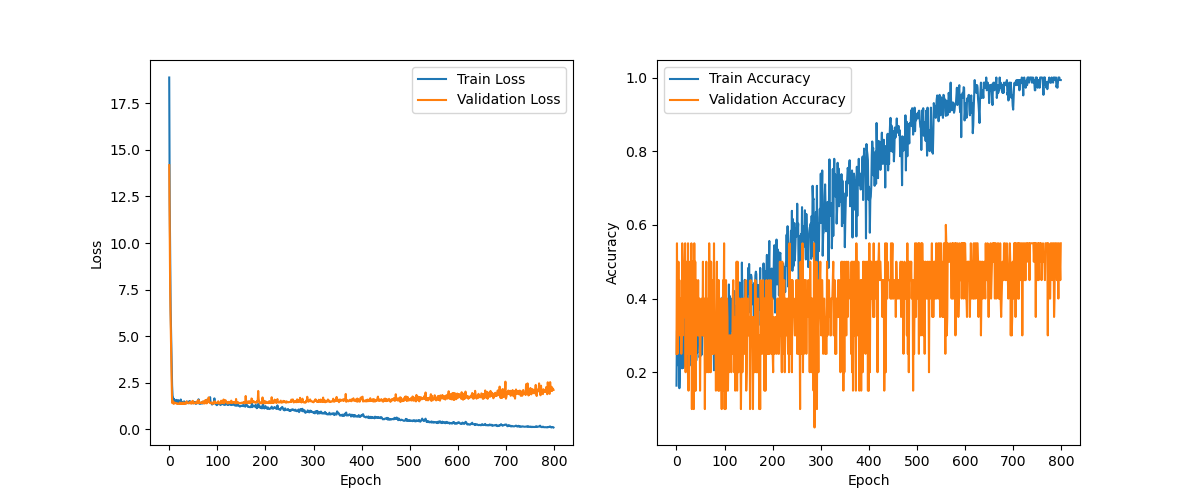 Train Loss
Validation Loss
17.5
15.0
12.5
10.0
7.5
5.0
2.5
0.0
Loss
0 100 200 300 400 500 600 700 800
Epoch
Train Accuracy
Validation Accuracy
1.0
0.8
0.6
0.4
0.2
Accuracy
0 100 200 300 400 500 600 700 800
Epoch